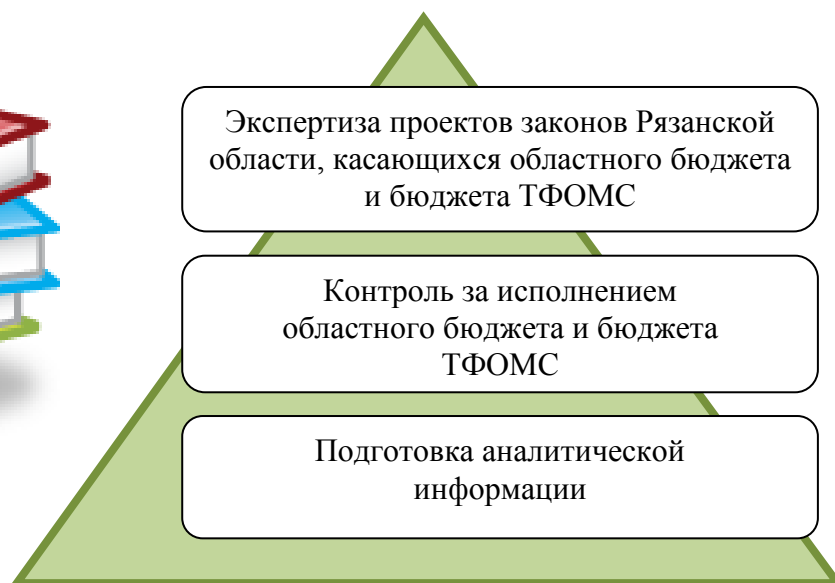 Экспертиза проектов законов Рязанской
области, касающихся областного бюджета
и бюджета ТФОМС
Контроль за исполнением
областного бюджета и бюджета
ТФОМС
Подготовка аналитической
информации